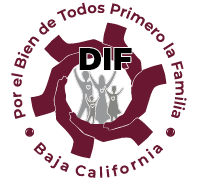 Por el Bien de Todos Primero la Familia
DIF
Baja California